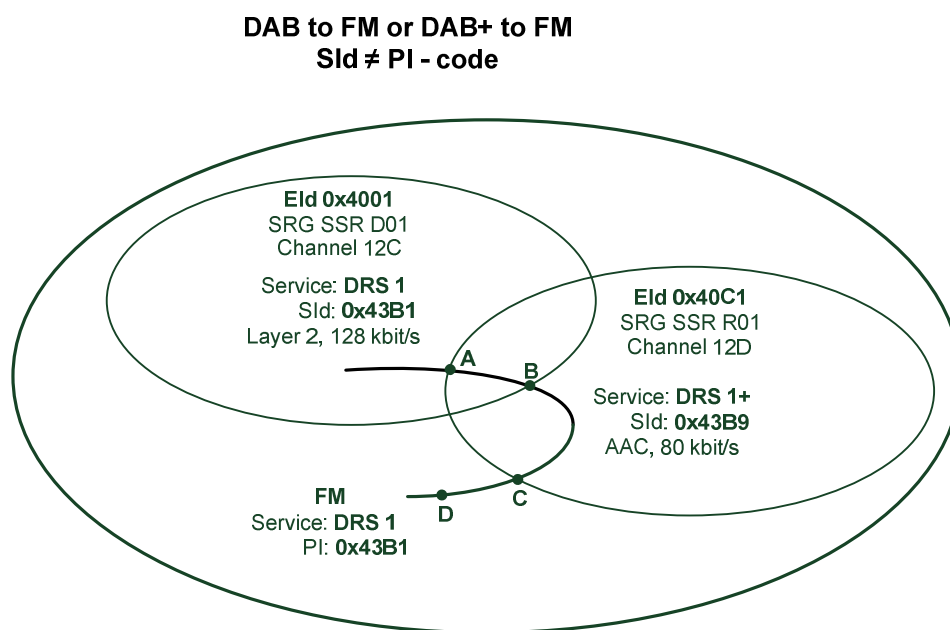 DAB to FM or DAB+ to FM
SId ≠ PI - code
EId 0x4001
SRG SSR D01
Channel 12C
Service: DRS 1
SId: 0x43B1
Layer 2, 128 kbit/s
EId 0x40C1
SRG SSR R01
Channel 12D
A
B
Service: DRS 1+
SId: 0x43B9
AAC, 80 kbit/s
C
D
FM
Service: DRS 1
PI: 0x43B1